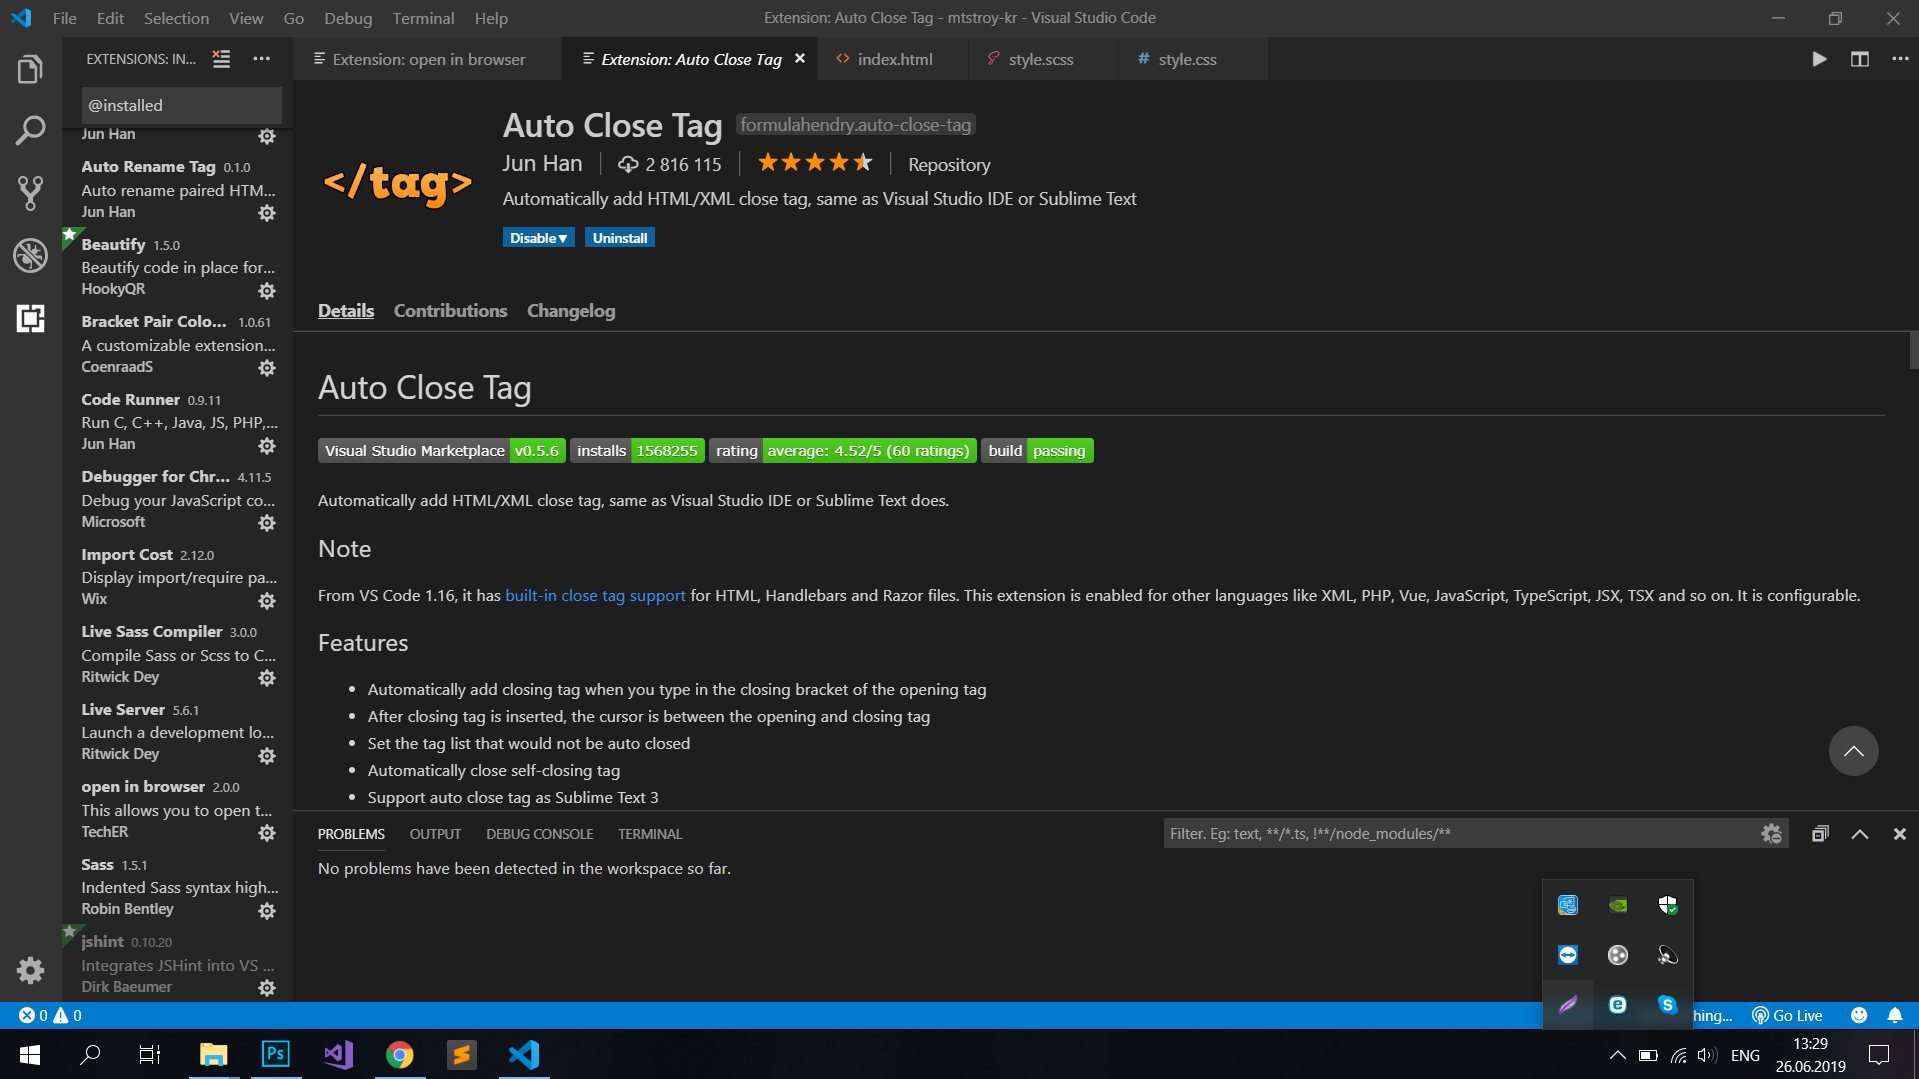 File Edit Selection View Go Debug Terminal Help
Extension: Auto Close Tag - mtstroy-kr - Visual Studio Code
EXTENSIONS: IN...
Extension: open in browser
Extension: Auto Close Tag
index.html
style.scss
style.css
@installed
Jun Han
Auto Rename Tag 0.1.0
Auto rename paired HTM...
Jun Han
Beautify 1.5.0
Beautify code in place for...
HookyQR
Bracket Pair Colo... 1.0.61
A customizable extension...
CoenraadS
Code Runner 0.9.11
Run C, C++, Java, JS, PHP,...
Jun Han
Debugger for Chr... 4.11.5
Debug your JavaScript co...
Microsoft
Import Cost 2.12.0
Display import/require pa...
Wix
Live Sass Compiler 3.0.0
Compile Sass or Scss to C...
Ritwick Dey
Live Server 5.6.1
Launch a development lo...
Ritwick Dey
open in browser 2.0.0
This allows you to open t...
TechER
Sass 1.5.1
Indented Sass syntax high...
Robin Bentley
jshint 0.10.20
Integrates JSHint into VS ...
Dirk Baeumer
</tag>
Auto Close Tag formulahendry.auto-close-tag
Jun Han 2 816 115 Repository
Automatically add HTML/XML close tag, same as Visual Studio IDE or Sublime Text
Disable▼ Uninstall
Details Contributions Changelog
Auto Close Tag
Visual Studio Marketplace v0.5.6 installs 1568255 rating average: 4.52/5 (60 ratings) build passing
Automatically add HTML/XML close tag, same as Visual Studio IDE or Sublime Text does.
Note
From VS Code 1.16, it has built-in close tag support for HTML, Handlebars and Razor files. This extension is enabled for other languages like XML, PHP, Vue, JavaScript, TypeScript, JSX, TSX and so on. It is configurable.
Features
• Automatically add closing tag when you type in the closing bracket of the opening tag
• After closing tag is inserted, the cursor is between the opening and closing tag
• Set the tag list that would not be auto closed
• Automatically close self-closing tag
• Support auto close tag as Sublime Text 3
PROBLEMS OUTPUT DEBUG CONSOLE TERMINAL
Filter. Eg: text, **/*.ts, !**/node_modules/**
No problems have been detected in the workspace so far.
0 0
hing... Go Live
Ps
ENG
13:29
26.06.2019